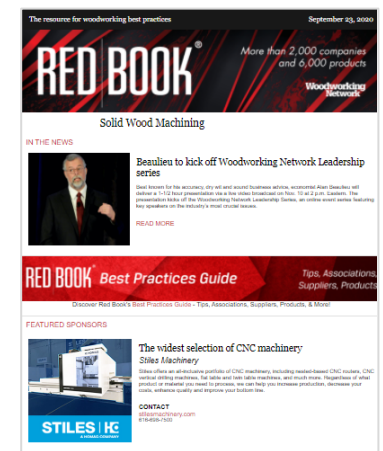 The resource for woodworking best practices September 23, 2020
RED BOOK®
More than 2,000 companies
and 6,000 products
Woodworking
Network
Solid Wood Machining
IN THE NEWS
Beaulieu to kick off Woodworking Network Leadership
series
Best known for his accuracy, dry wit and sound business advice, economist Alan Beaulieu will
deliver a 1-1/2 hour presentation via a live video broadcast on Nov. 10 at 2 p.m. Eastern. The
presentation kicks off the Woodworking Network Leadership Series, an online event series featuring
key speakers on the industry's most crucial issues.
READ MORE
RED BOOK® Best Practices Guide
Tips, Associations,
Suppliers, Products
Discover Red Book's Best Practices Guide - Tips, Associations, Suppliers, Products, & More!
FEATURED SPONSORS
The widest selection of CNC machinery
Stiles Machinery
Stiles offers an all-inclusive portfolio of CNC machinery, including nested-based CNC routers, CNC
vertical drilling machines, flat table and twin table machines, and much more. Regardless of what
product or material you need to process, we can help you increase production, decrease your
costs, enhance quality and improve your bottom line.
CONTACT
stilesmachinery.com
616-698-7500
STILES
A HOMAG COMPANY